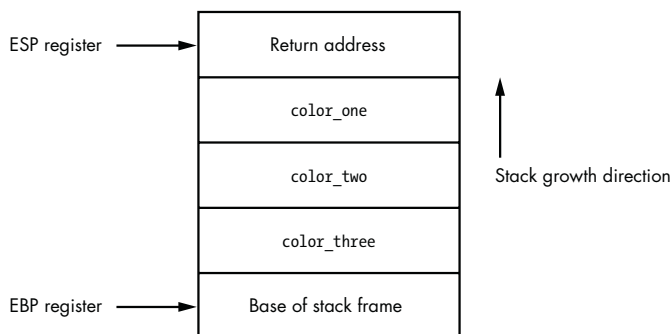 ESP register
Return address
color_one
color_two
Stack growth direction
color_three
EBP register
Base of stack frame